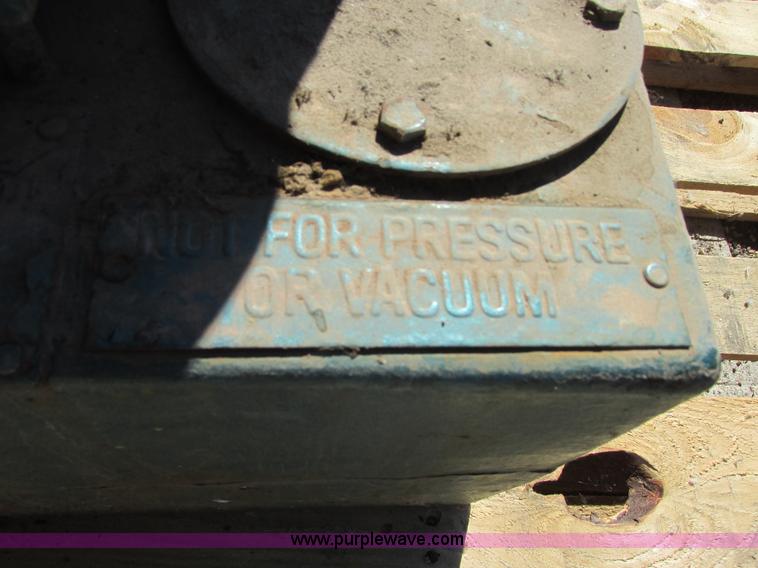 NOT FOR PRESSURE
OR VACUUM
www.purplewave.com